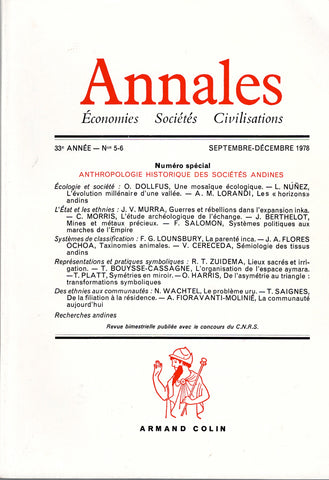 Annales
Économies Sociétés Civilisations
33e ANNÉE — Nos 5-6 SEPTEMBRE-DÉCEMBRE 1978
Numéro spécial
ANTHROPOLOGIE HISTORIQUE DES SOCIÉTÉS ANDINES
Écologie et société : O. DOLLFUS, Une mosaïque écologique. — L. NÚÑEZ,
L'évolution millénaire d'une vallée. — A. M. LORANDI, Les « horizons »
andins
L'État et les ethnies : J. V. MURRA, Guerres et rébellions dans l'expansion inka.
— C. MORRIS, L'étude archéologique de l'échange. — J. BERTHELOT,
Mines et métaux précieux. — F. SALOMON, Systèmes politiques aux
marches de l'Empire
Systèmes de classification : F. G. LOUNSBURY, La parenté inca. — J. A. FLORES
OCHOA, Taxinomies animales. — V. CERECEDA, Sémiologie des tissus
andins
Représentations et pratiques symboliques : R. T. ZUIDEMA, Lieux sacrés et irri-
gation. — T. BOUYSSE-CASSAGNE, L'organisation de l'espace aymara.
— T. PLATT, Symétries en miroir. — O. HARRIS, De l'asymétrie au triangle :
transformations symboliques
Des ethnies aux communautés : N. WACHTEL, Le problème uru. — T. SAIGNES,
De la filiation à la résidence. — A. FIORAVANTI-MOLINIÉ, La communauté
aujourd'hui
Recherches andines
Revue bimestrielle publiée avec le concours du C.N.R.S.
ARMAND COLIN